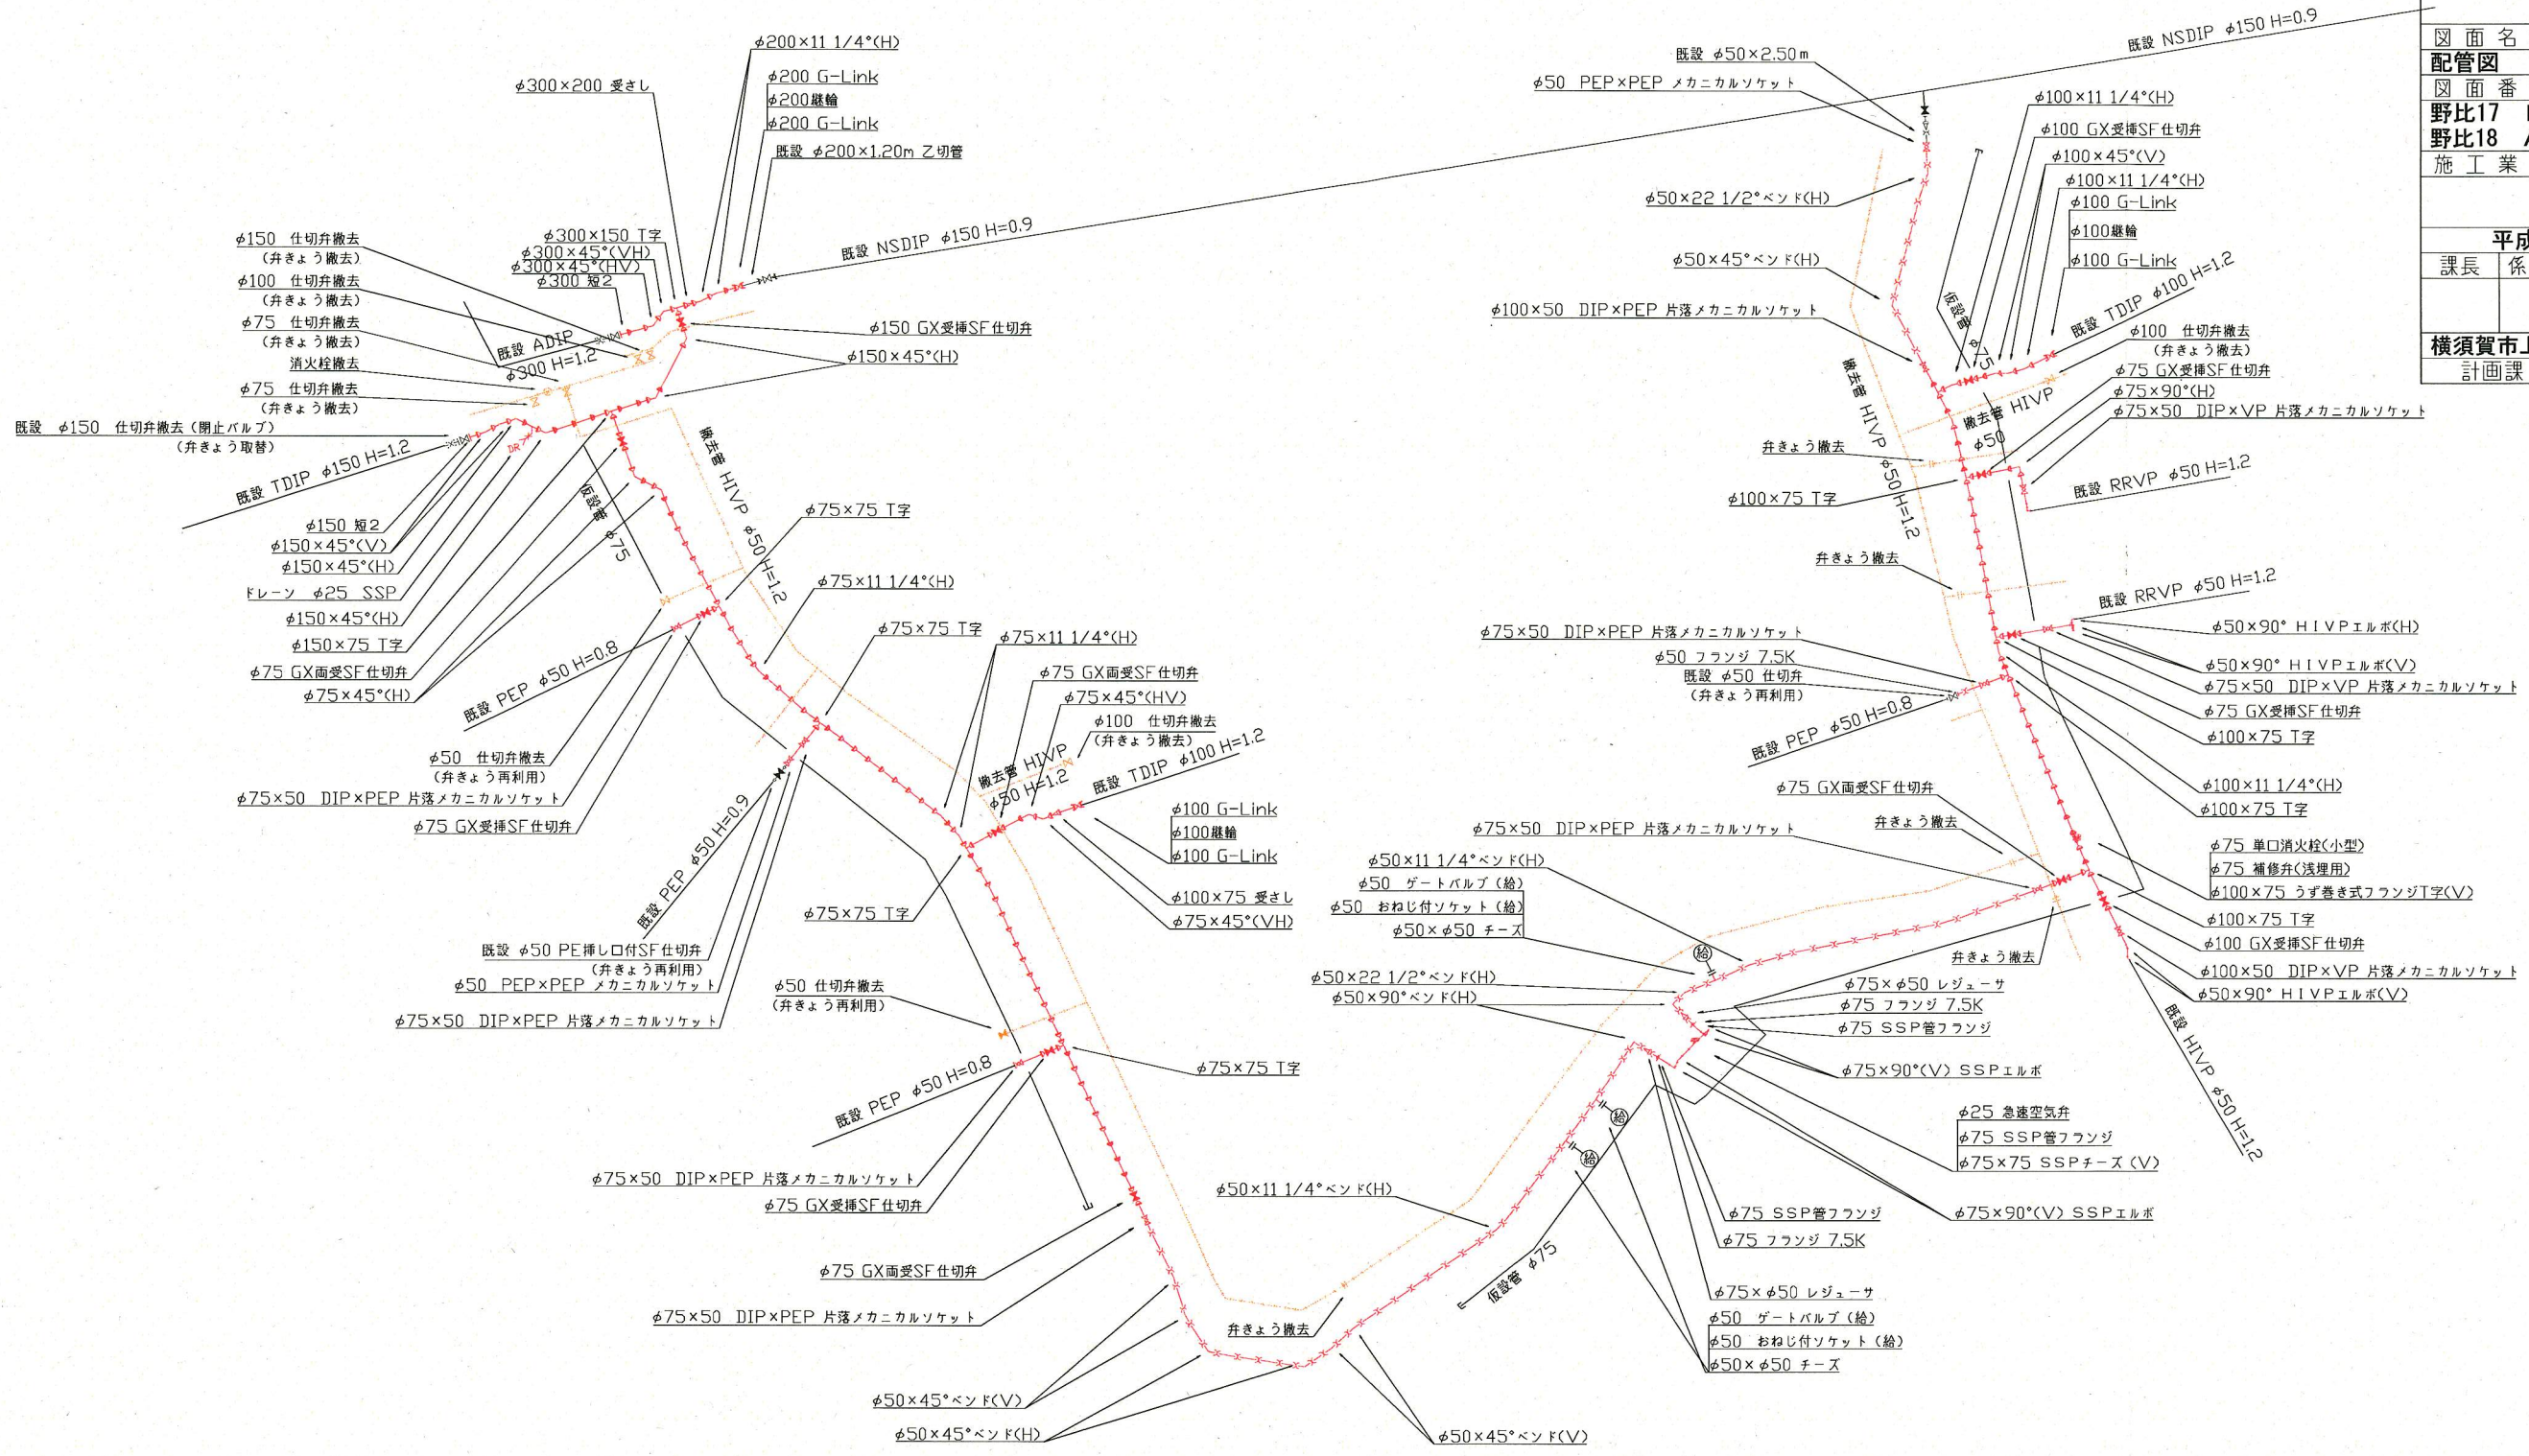 φ200×11 1/4°(H)
φ300×200 受さし
φ200 G-Link
φ200継輪
φ200 G-Link
既設 φ200×1.20m 乙切管
既設 NSDIP φ150 H=0.9
φ150 仕切弁撤去
(弁きょう撤去)
φ100 仕切弁撤去
(弁きょう撤去)
φ75 仕切弁撤去
(弁きょう撤去)
消火栓撤去
φ75 仕切弁撤去
(弁きょう撤去)
既設 φ150 仕切弁撤去(閉止バルブ)
(弁きょう取替)
φ300×150 T字
φ300×45°(VH)
φ300×45°(HV)
φ300 短2
既設 ADIP
φ300 H=1.2
φ150 GX受挿SF仕切弁
φ150×45°(H)
既設 TDIP φ150 H=1.2
DR
φ150 短2
φ150×45°(V)
φ150×45°(H)
ドレーン φ25 SSP
φ150×45°(H)
φ150×75 T字
φ75 GX両受SF仕切弁
φ75×45°(H)
仮設管 φ75
撤去管 HIVP φ50 H=1.2
φ75×75 T字
φ75×11 1/4°(H)
φ75×75 T字
φ75×11 1/4°(H)
φ75 GX両受SF仕切弁
φ75×45°(HV)
φ100 仕切弁撤去
(弁きょう撤去)
撤去管 HIVP
φ50 H=1.2
既設 TDIP φ100 H=1.2
φ100 G-Link
φ100継輪
φ100 G-Link
φ100×75 受さし
φ75×45°(VH)
既設 PEP φ50 H=0.8
φ50 仕切弁撤去
(弁きょう再利用)
φ75×50 DIP×PEP 片落メカニカルソケット
φ75 GX受挿SF仕切弁
既設 PEP φ50 H=0.9
φ75×75 T字
既設 φ50 PE挿し口付SF仕切弁
(弁きょう再利用)
φ50 PEP×PEP メカニカルソケット
φ75×50 DIP×PEP 片落メカニカルソケット
φ50 仕切弁撤去
(弁きょう再利用)
既設 PEP φ50 H=0.8
φ75×75 T字
φ75×50 DIP×PEP 片落メカニカルソケット
φ75 GX受挿SF仕切弁
φ75 GX両受SF仕切弁
φ75×50 DIP×PEP 片落メカニカルソケット
φ50×45°ベンド(V)
φ50×45°ベンド(H)
弁きょう撤去
φ50×45°ベンド(V)
φ50×11 1/4°ベンド(H)
仮設管 φ75
既設 NSDIP φ150 H=0.9
既設 φ50×2.50m
φ50 PEP×PEP メカニカルソケット
φ50×22 1/2°ベンド(H)
φ50×45°ベンド(H)
φ100×50 DIP×PEP 片落メカニカルソケット
φ100×11 1/4°(H)
φ100 GX受挿SF仕切弁
φ100×45°(V)
φ100×11 1/4°(H)
φ100 G-Link
φ100継輪
φ100 G-Link
既設 TDIP φ100 H=1.2
仮設管 φ75
φ100 仕切弁撤去
(弁きょう撤去)
φ75 GX受挿SF仕切弁
φ75×90°(H)
φ75×50 DIP×VP 片落メカニカルソケット
撤去管 HIVP
φ50
撤去管 HIVP φ50 H=1.2
弁きょう撤去
φ100×75 T字
既設 RRVP φ50 H=1.2
弁きょう撤去
既設 RRVP φ50 H=1.2
φ75×50 DIP×PEP 片落メカニカルソケット
φ50 フランジ 7.5K
既設 φ50 仕切弁
(弁きょう再利用)
既設 PEP φ50 H=0.8
φ50×90° HIVPエルボ(H)
φ50×90° HIVPエルボ(V)
φ75×50 DIP×VP 片落メカニカルソケット
φ75 GX受挿SF仕切弁
φ100×75 T字
φ100×11 1/4°(H)
φ100×75 T字
φ75 GX両受SF仕切弁
φ75×50 DIP×PEP 片落メカニカルソケット
弁きょう撤去
φ75 単口消火栓(小型)
φ75 補修弁(浅埋用)
φ100×75 うず巻き式フランジT字(V)
φ100×75 T字
φ100 GX受挿SF仕切弁
φ100×50 DIP×VP 片落メカニカルソケット
φ50×90° HIVPエルボ(V)
既設 HIVP φ50 H=1.2
弁きょう撤去
φ50×11 1/4°ベンド(H)
φ50 ゲートバルブ(給)
φ50 おねじ付ソケット(給)
φ50×φ50 チーズ
給
φ50×22 1/2°ベンド(H)
φ50×90°ベンド(H)
φ75×φ50 レジューサ
φ75 フランジ 7.5K
φ75 SSP管フランジ
φ75×90°(V) SSPエルボ
給
給
φ25 急速空気弁
φ75 SSP管フランジ
φ75×75 SSPチーズ(V)
φ75 SSP管フランジ
φ75 フランジ 7.5K
φ75×90°(V) SSPエルボ
φ75×φ50 レジューサ
φ50 ゲートバルブ(給)
φ50 おねじ付ソケット(給)
φ50×φ50 チーズ
図面名
配管図
図面番
野比17
野比18
施工業
平成
課長 係
横須賀市上
計画課